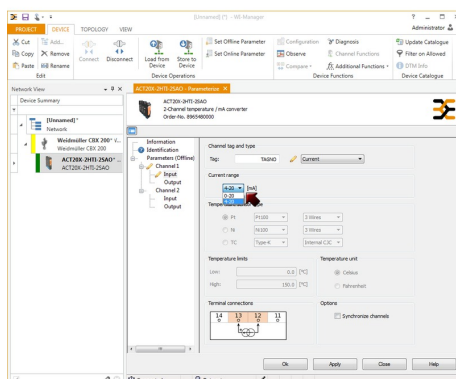 [Unnamed] * - WI Manager
PROJECT DEVICE TOPOLOGY VIEW
Administrator
Cut Add...
Copy Remove
Paste Rename
Edit
Connect Disconnect
Load from Device Store to Device
Device Operations
Set Offline Parameter
Set Online Parameter
Configuration Diagnosis
Observe Channel Functions
Compare Additional Functions
Device Functions
Update Catalogue
Filter on Allowed
DTM Info
Device Catalogue
Network View
Device Summary
[Unnamed]*
Network
Weidmüller CBX 200*
Weidmüller CBX 200
ACT20X-2HTI-2SAO* ...
ACT20X-2HTI-2SAO
ACT20X-2HTI-2SAO - Parameterize
ACT20X-2HTI-2SAO
2-Channel temperature / mA converter
Order-No. 8965480000
Information
Identification
Parameters (Offline)
Channel 1
Input
Output
Channel 2
Input
Output
Channel tag and type
Tag: TAGNO Current
Current range
4-20 [mA]
0-20
4-20
Pt Pt100 3 Wires
Ni Ni100 3 Wires
TC Type-K Internal CJC
Temperature limits
Low: 0.0 [°C]
High: 150.0 [°C]
Temperature unit
Celsius
Fahrenheit
Terminal connections
14 13 12 11
Options
Synchronize channels
Ok Apply Close Help